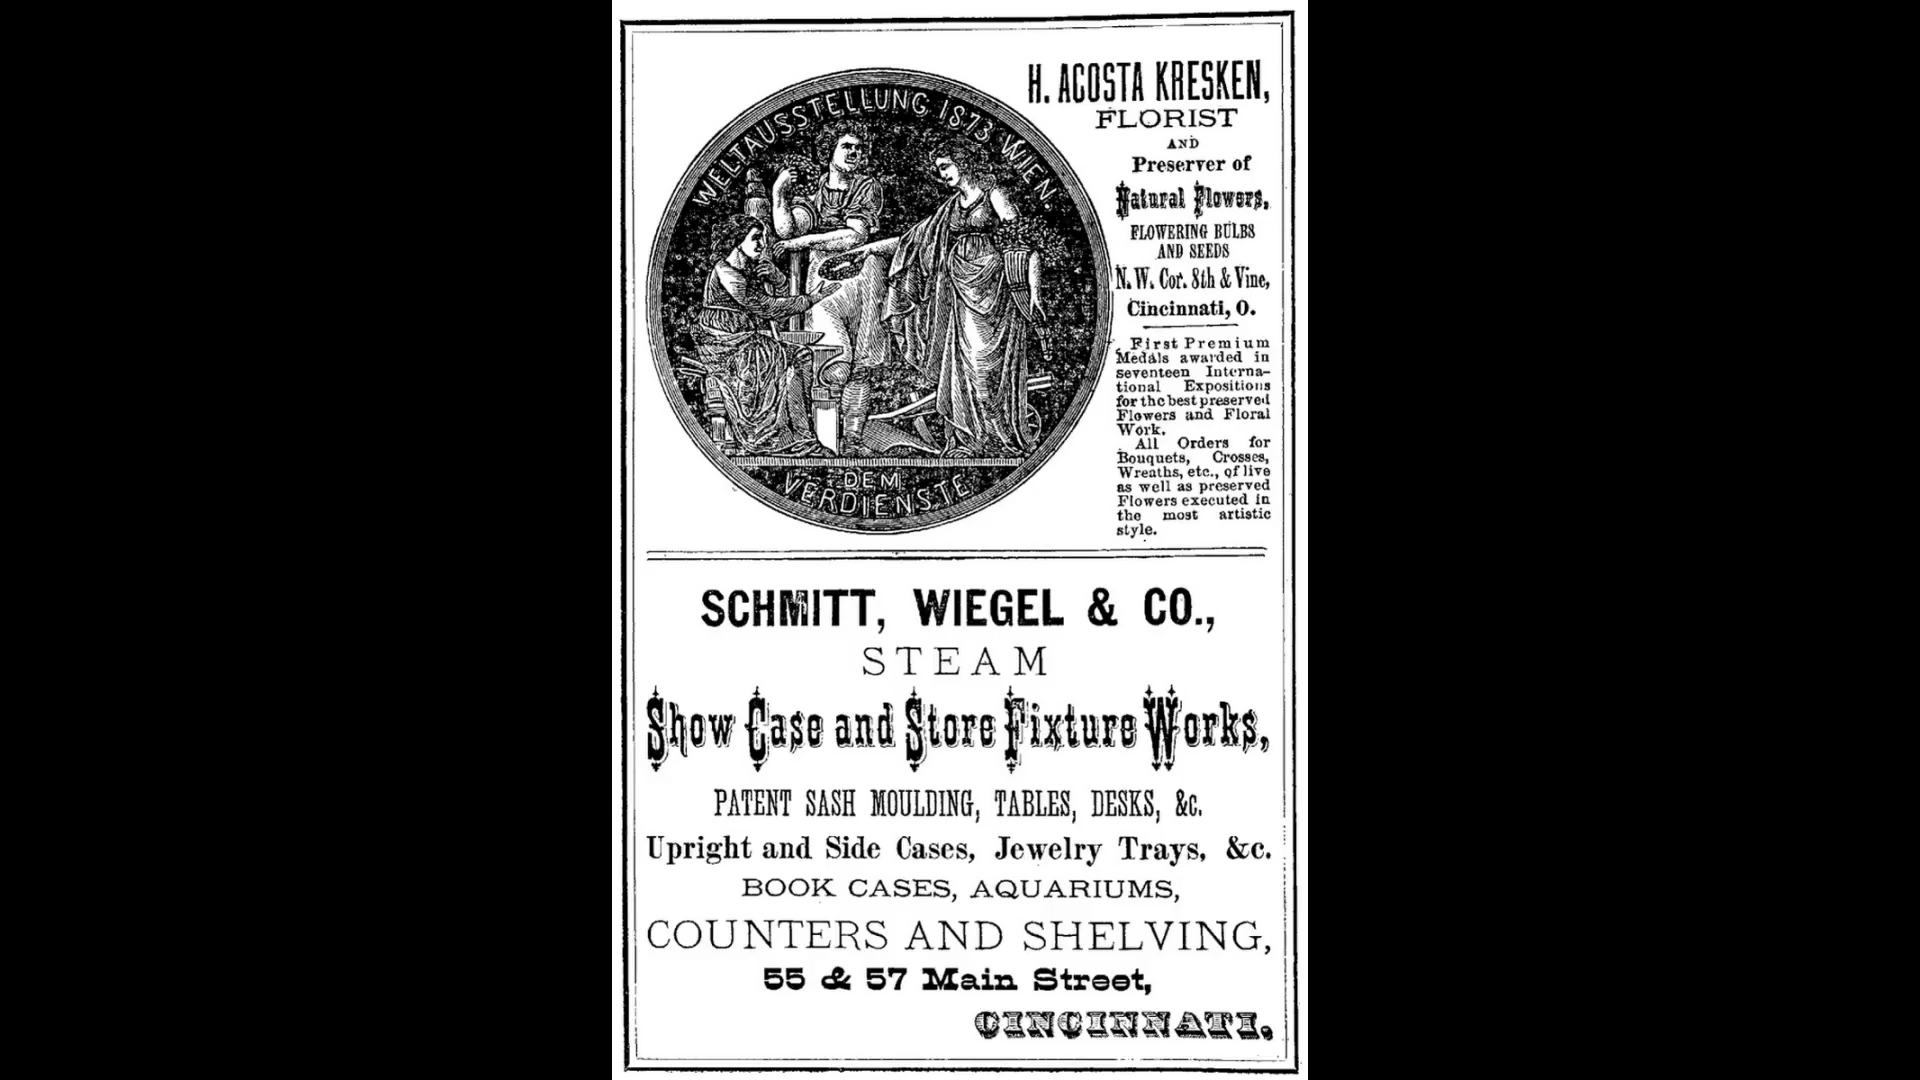 WELTAUSSTELLUNG 1873 WIEN.
DEM
VERDIENSTE
H. ACOSTA KRESKEN,
FLORIST
AND
Preserver of
Natural Flowers,
FLOWERING BULBS
AND SEEDS
N. W. Cor. 8th & Vine,
Cincinnati, O.
First Premium
Medals awarded in
seventeen Interna-
tional Expositions
for the best preserved
Flowers and Floral
Work.
All Orders for
Bouquets, Crosses,
Wreaths, etc., of live
as well as preserved
Flowers executed in
the most artistic
style.
SCHMITT, WIEGEL & CO.,
STEAM
Show Case and Store Fixture Works,
PATENT SASH MOULDING, TABLES, DESKS, &c.
Upright and Side Cases, Jewelry Trays, &c.
BOOK CASES, AQUARIUMS,
COUNTERS AND SHELVING,
55 & 57 Main Street,
CINCINNATI.